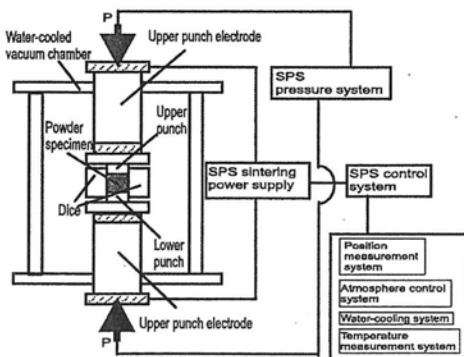 P
Water-cooled
vacuum chamber
Upper punch electrode
SPS
pressure system
Upper
punch
Powder
specimen
SPS sintering
power supply
SPS control
system
Dice
Lower
punch
Position
measurement
system
Atmosphere control
system
Water-cooling system
Temperature
measurement system
Upper punch electrode
P